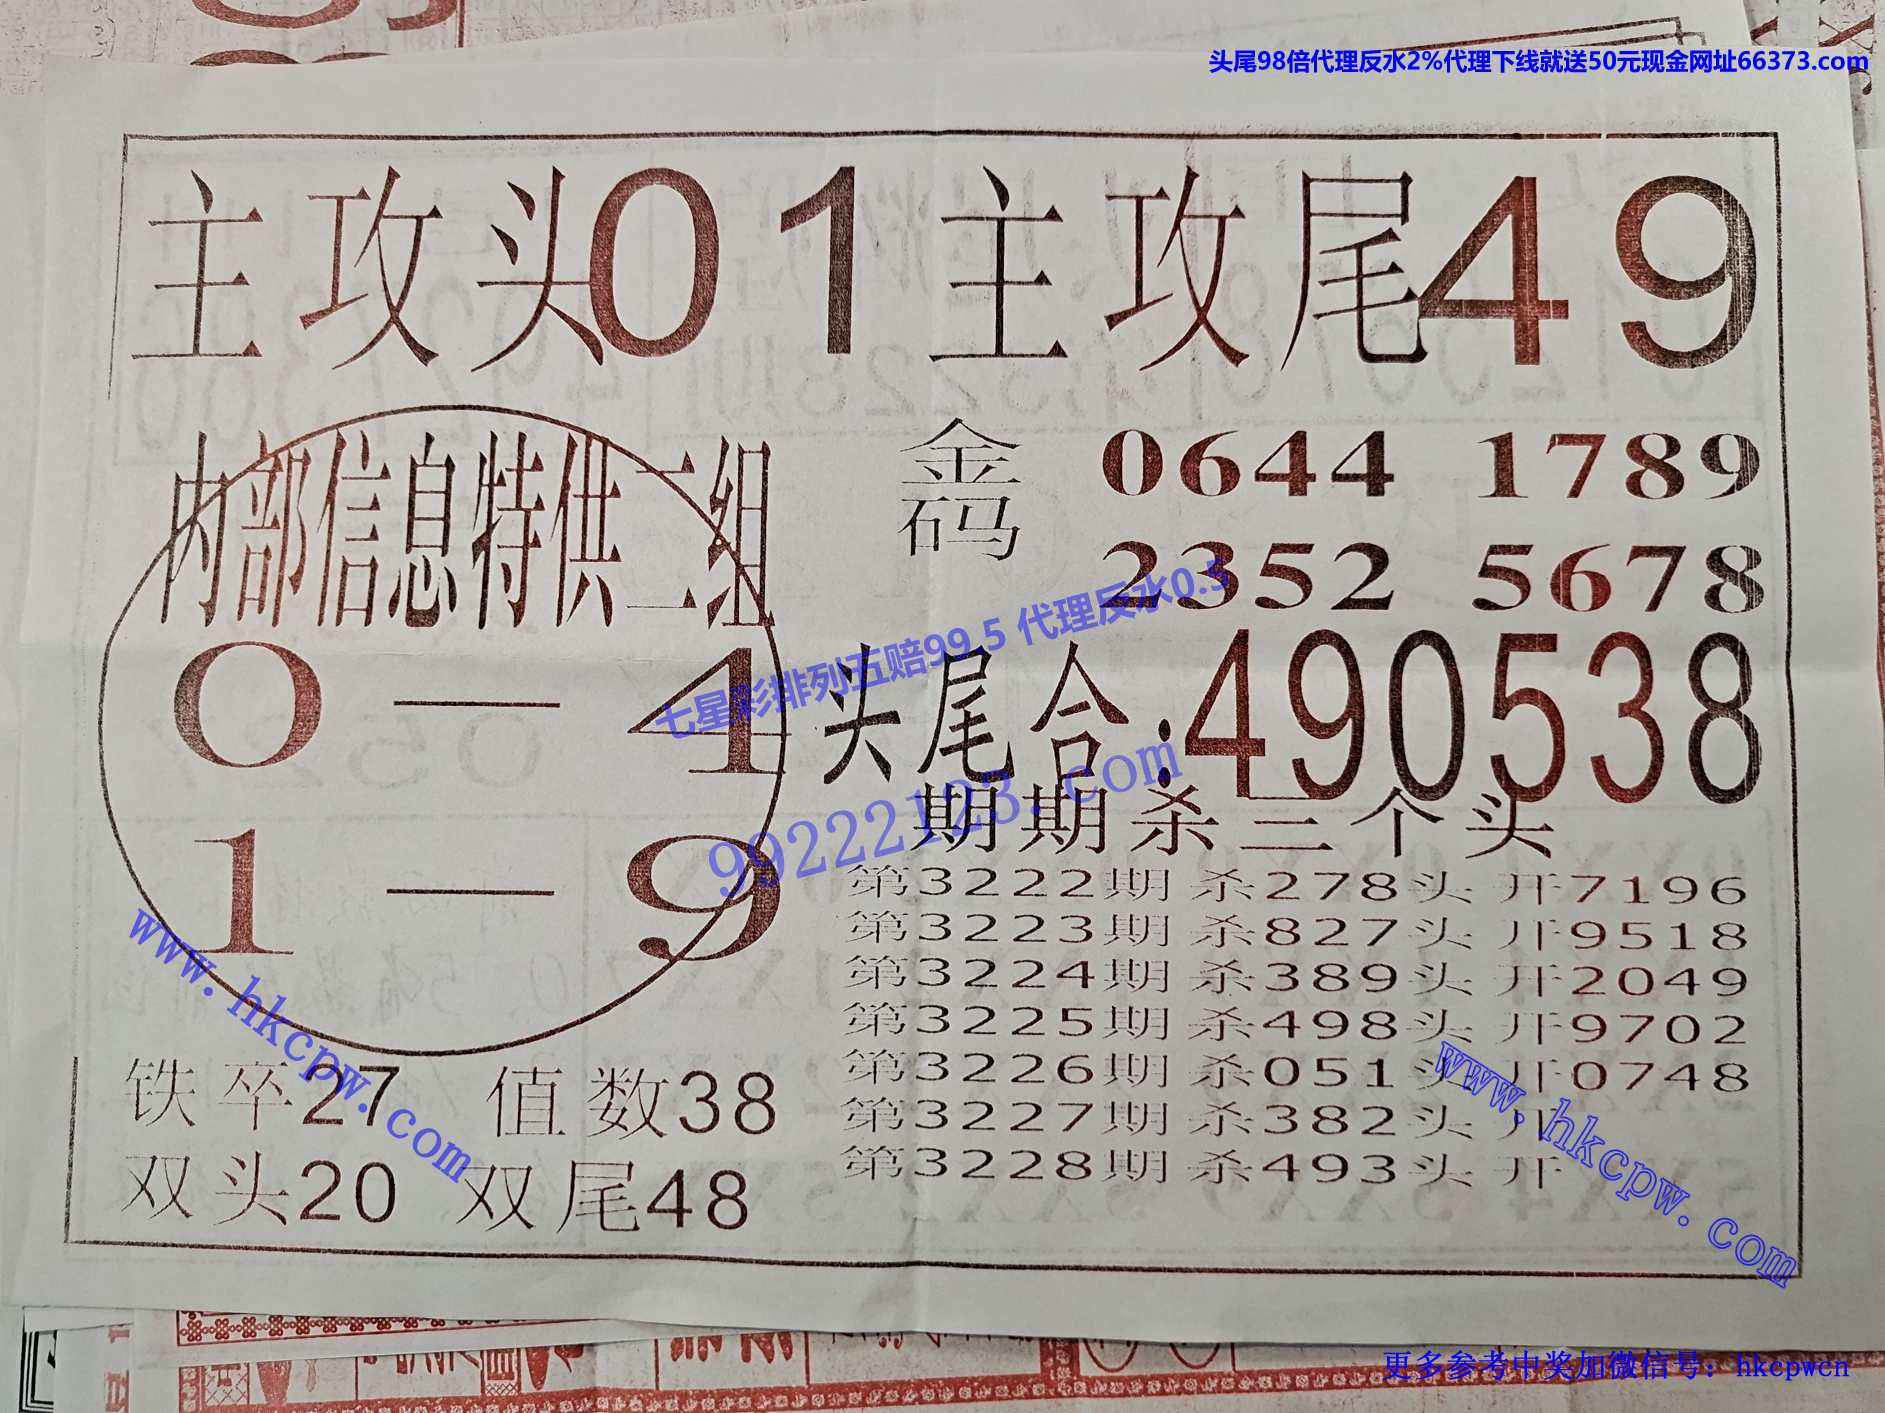 头尾98倍代理反水2%代理下线就送50元现金网址66373.com
主攻头01主攻尾49
内部信息特供二组
0—4
1—9
金码
0644 1789
2352 5678
七星彩排列五赔99.5 代理反水0.5
99222123.com
头尾合:490538
期期杀三个头
第3222期 杀278头 开7196
第3223期 杀827头 开9518
第3224期 杀389头 开2049
第3225期 杀498头 开9702
第3226期 杀051头 开0748
第3227期 杀382头 开
第3228期 杀493头 开
铁卒27 值数38
双头20 双尾48
www.hkcpw.com
www.hkcpw.com
更多参考中奖加微信号：hkcpwcn